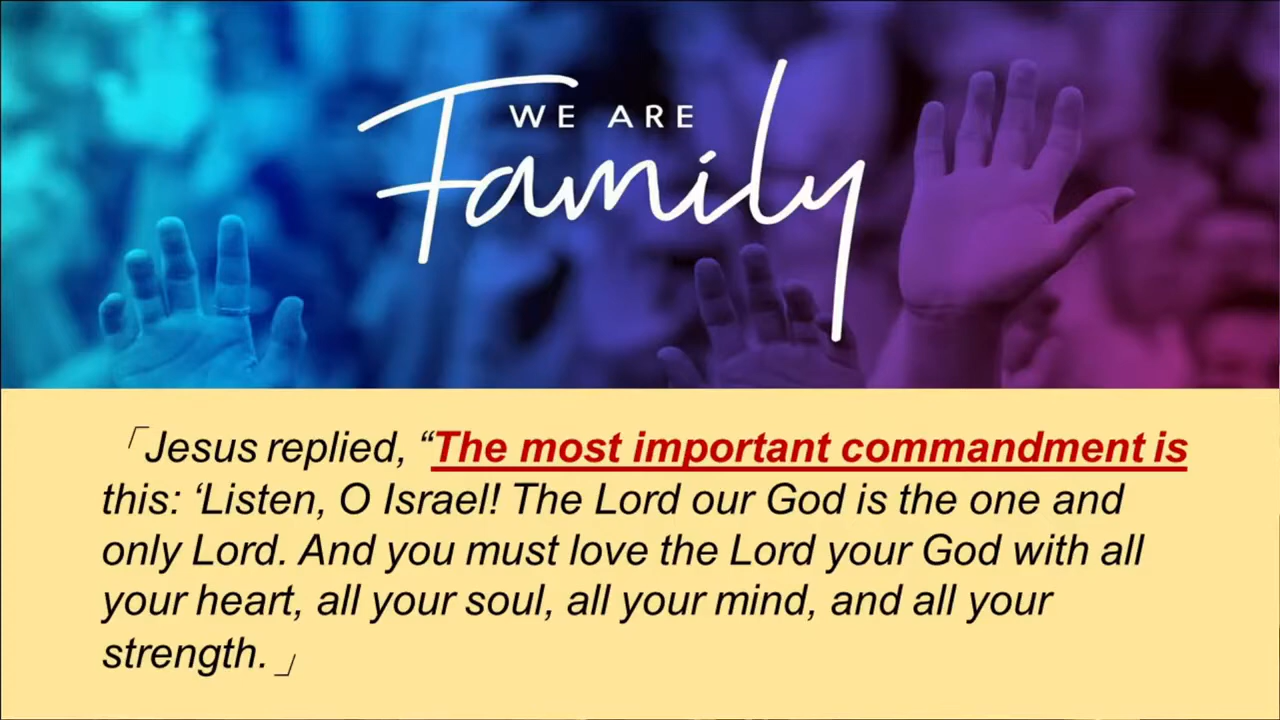 WE ARE
Family
「Jesus replied, “The most important commandment is
this: ‘Listen, O Israel! The Lord our God is the one and
only Lord. And you must love the Lord your God with all
your heart, all your soul, all your mind, and all your
strength.」